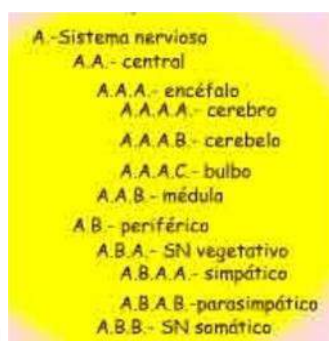 A.-Sistema nervioso
A.A.- central
A.A.A.- encéfalo
A.A.A.A.- cerebro
A.A.A.B.- cerebelo
A.A.A.C.- bulbo
A.A.B.- médula
A.B.- periférico
A.B.A.- SN vegetativo
A.B.A.A.- simpático
A.B.A.B.-parasimpático
A.B.B.- SN somático